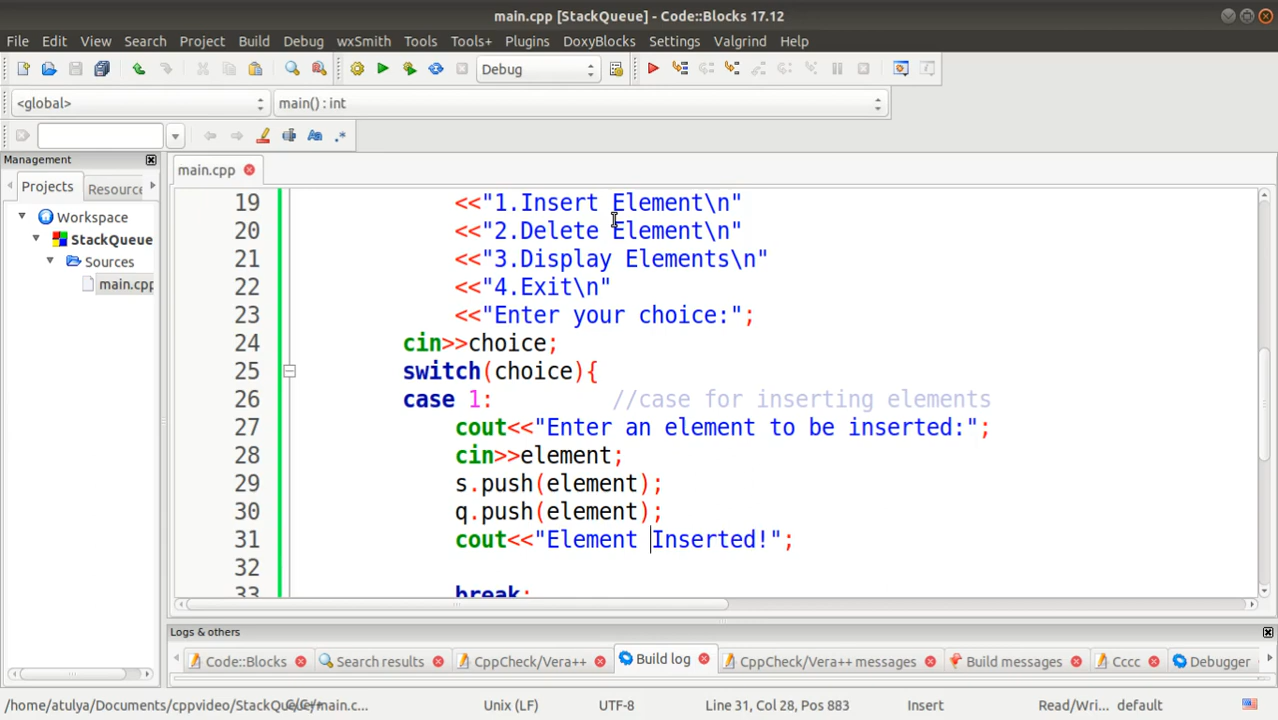 main.cpp [StackQueue] - Code::Blocks 17.12
File Edit View Search Project Build Debug wxSmith Tools Tools+ Plugins DoxyBlocks Settings Valgrind Help
Debug
<global> main() : int
Management
main.cpp
Projects Resource
Workspace
StackQueue
Sources
main.cpp
19 <<"1.Insert Element\n"
20 <<"2.Delete Element\n"
21 <<"3.Display Elements\n"
22 <<"4.Exit\n"
23 <<"Enter your choice:";
24 cin>>choice;
25 switch(choice){
26 case 1: //case for inserting elements
27 cout<<"Enter an element to be inserted:";
28 cin>>element;
29 s.push(element);
30 q.push(element);
31 cout<<"Element Inserted!";
32
33 break;
Logs & others
Code::Blocks Search results CppCheck/Vera++ Build log CppCheck/Vera++ messages Build messages Cccc Debugger
Unix (LF) UTF-8 Line 31, Col 28, Pos 883 Insert Read/Wri... default